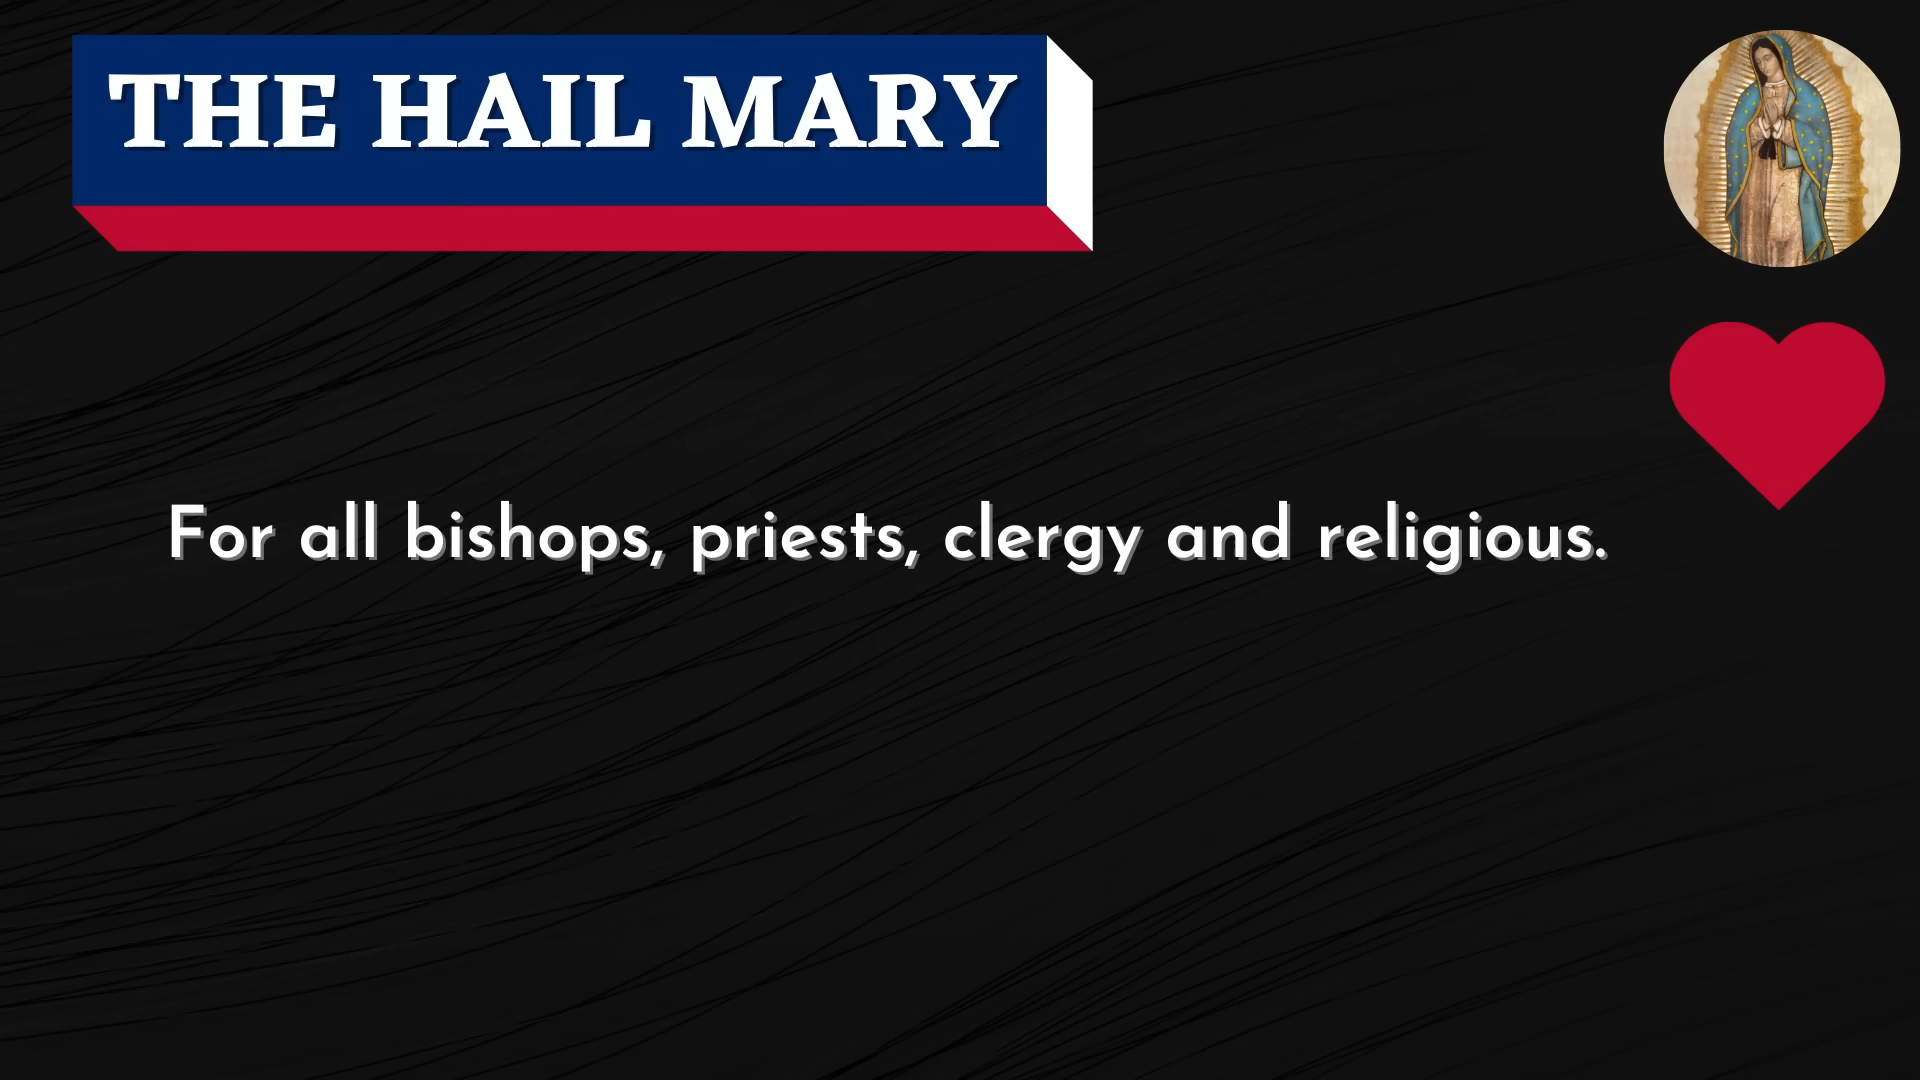 THE HAIL MARY
For all bishops, priests, clergy and religious.